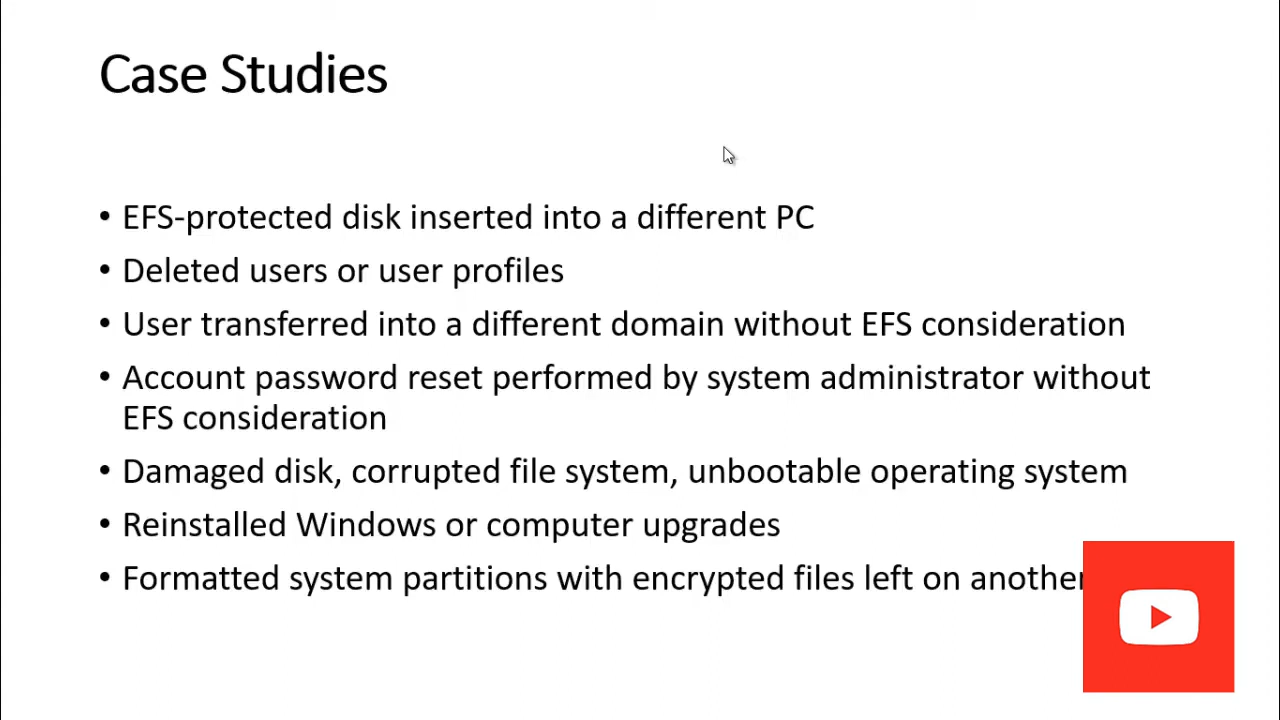 Case Studies
• EFS-protected disk inserted into a different PC
• Deleted users or user profiles
• User transferred into a different domain without EFS consideration
• Account password reset performed by system administrator without
EFS consideration
• Damaged disk, corrupted file system, unbootable operating system
• Reinstalled Windows or computer upgrades
• Formatted system partitions with encrypted files left on another